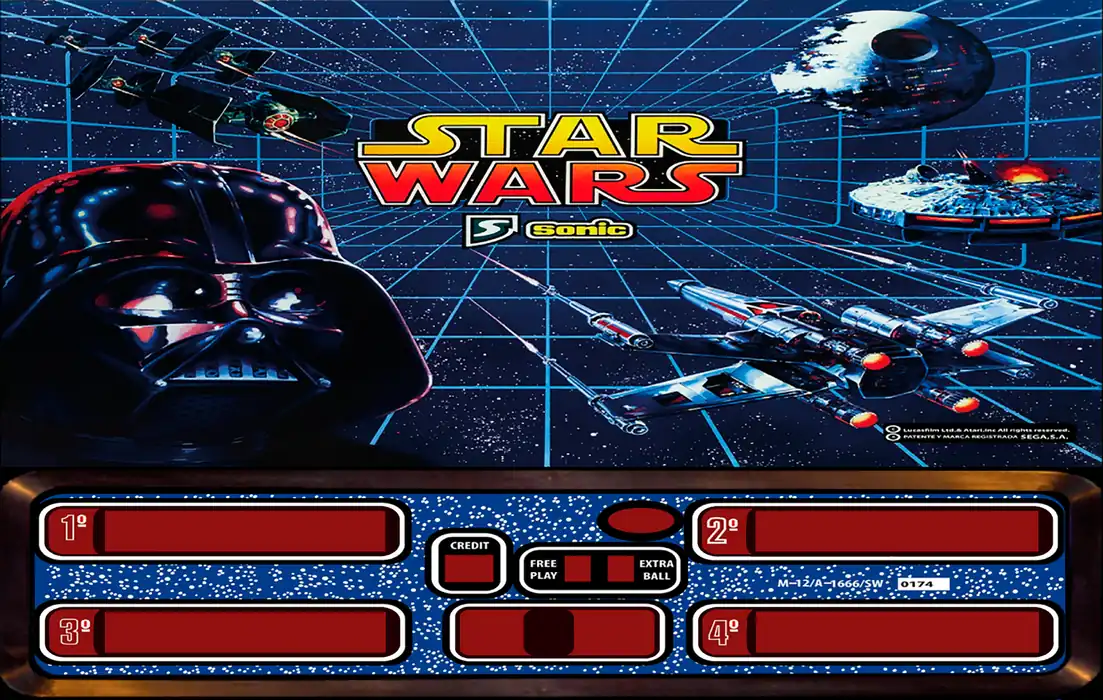 STAR
WARS
S Sonic
© Lucasfilm Ltd.& Atari.Inc All rights reserved.
© PATENTE Y MARCA REGISTRADA SEGA.S.A.
1º
2º
CREDIT
FREE PLAY
EXTRA BALL
M-12/A-1666/SW 0174
3º
4º